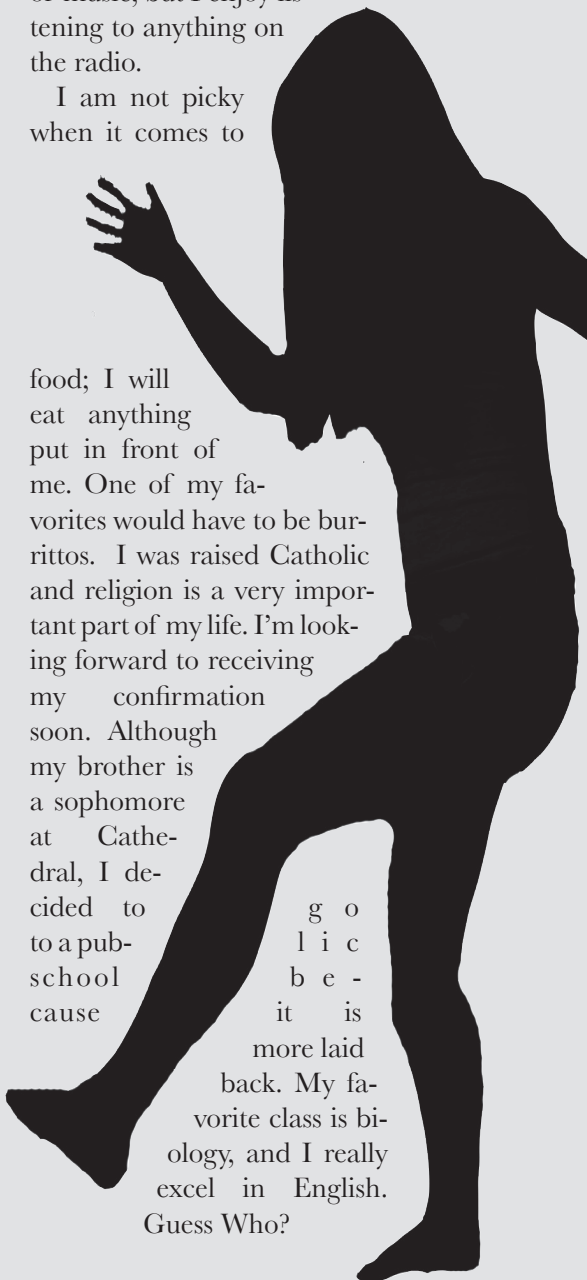 music, but I enjoy lis-
tening to anything on
the radio.
I am not picky
when it comes to
food; I will
eat anything
put in front of
me. One of my fa-
vorites would have to be bur-
rittos. I was raised Catholic
and religion is a very impor-
tant part of my life. I'm look-
ing forward to receiving
my confirmation
soon. Although
my brother is
a sophomore
at Cathe-
dral, I de-
cided to g o
to a pub- l i c
school b e -
cause it is
more laid
back. My fa-
vorite class is bi-
ology, and I really
excel in English.
Guess Who?